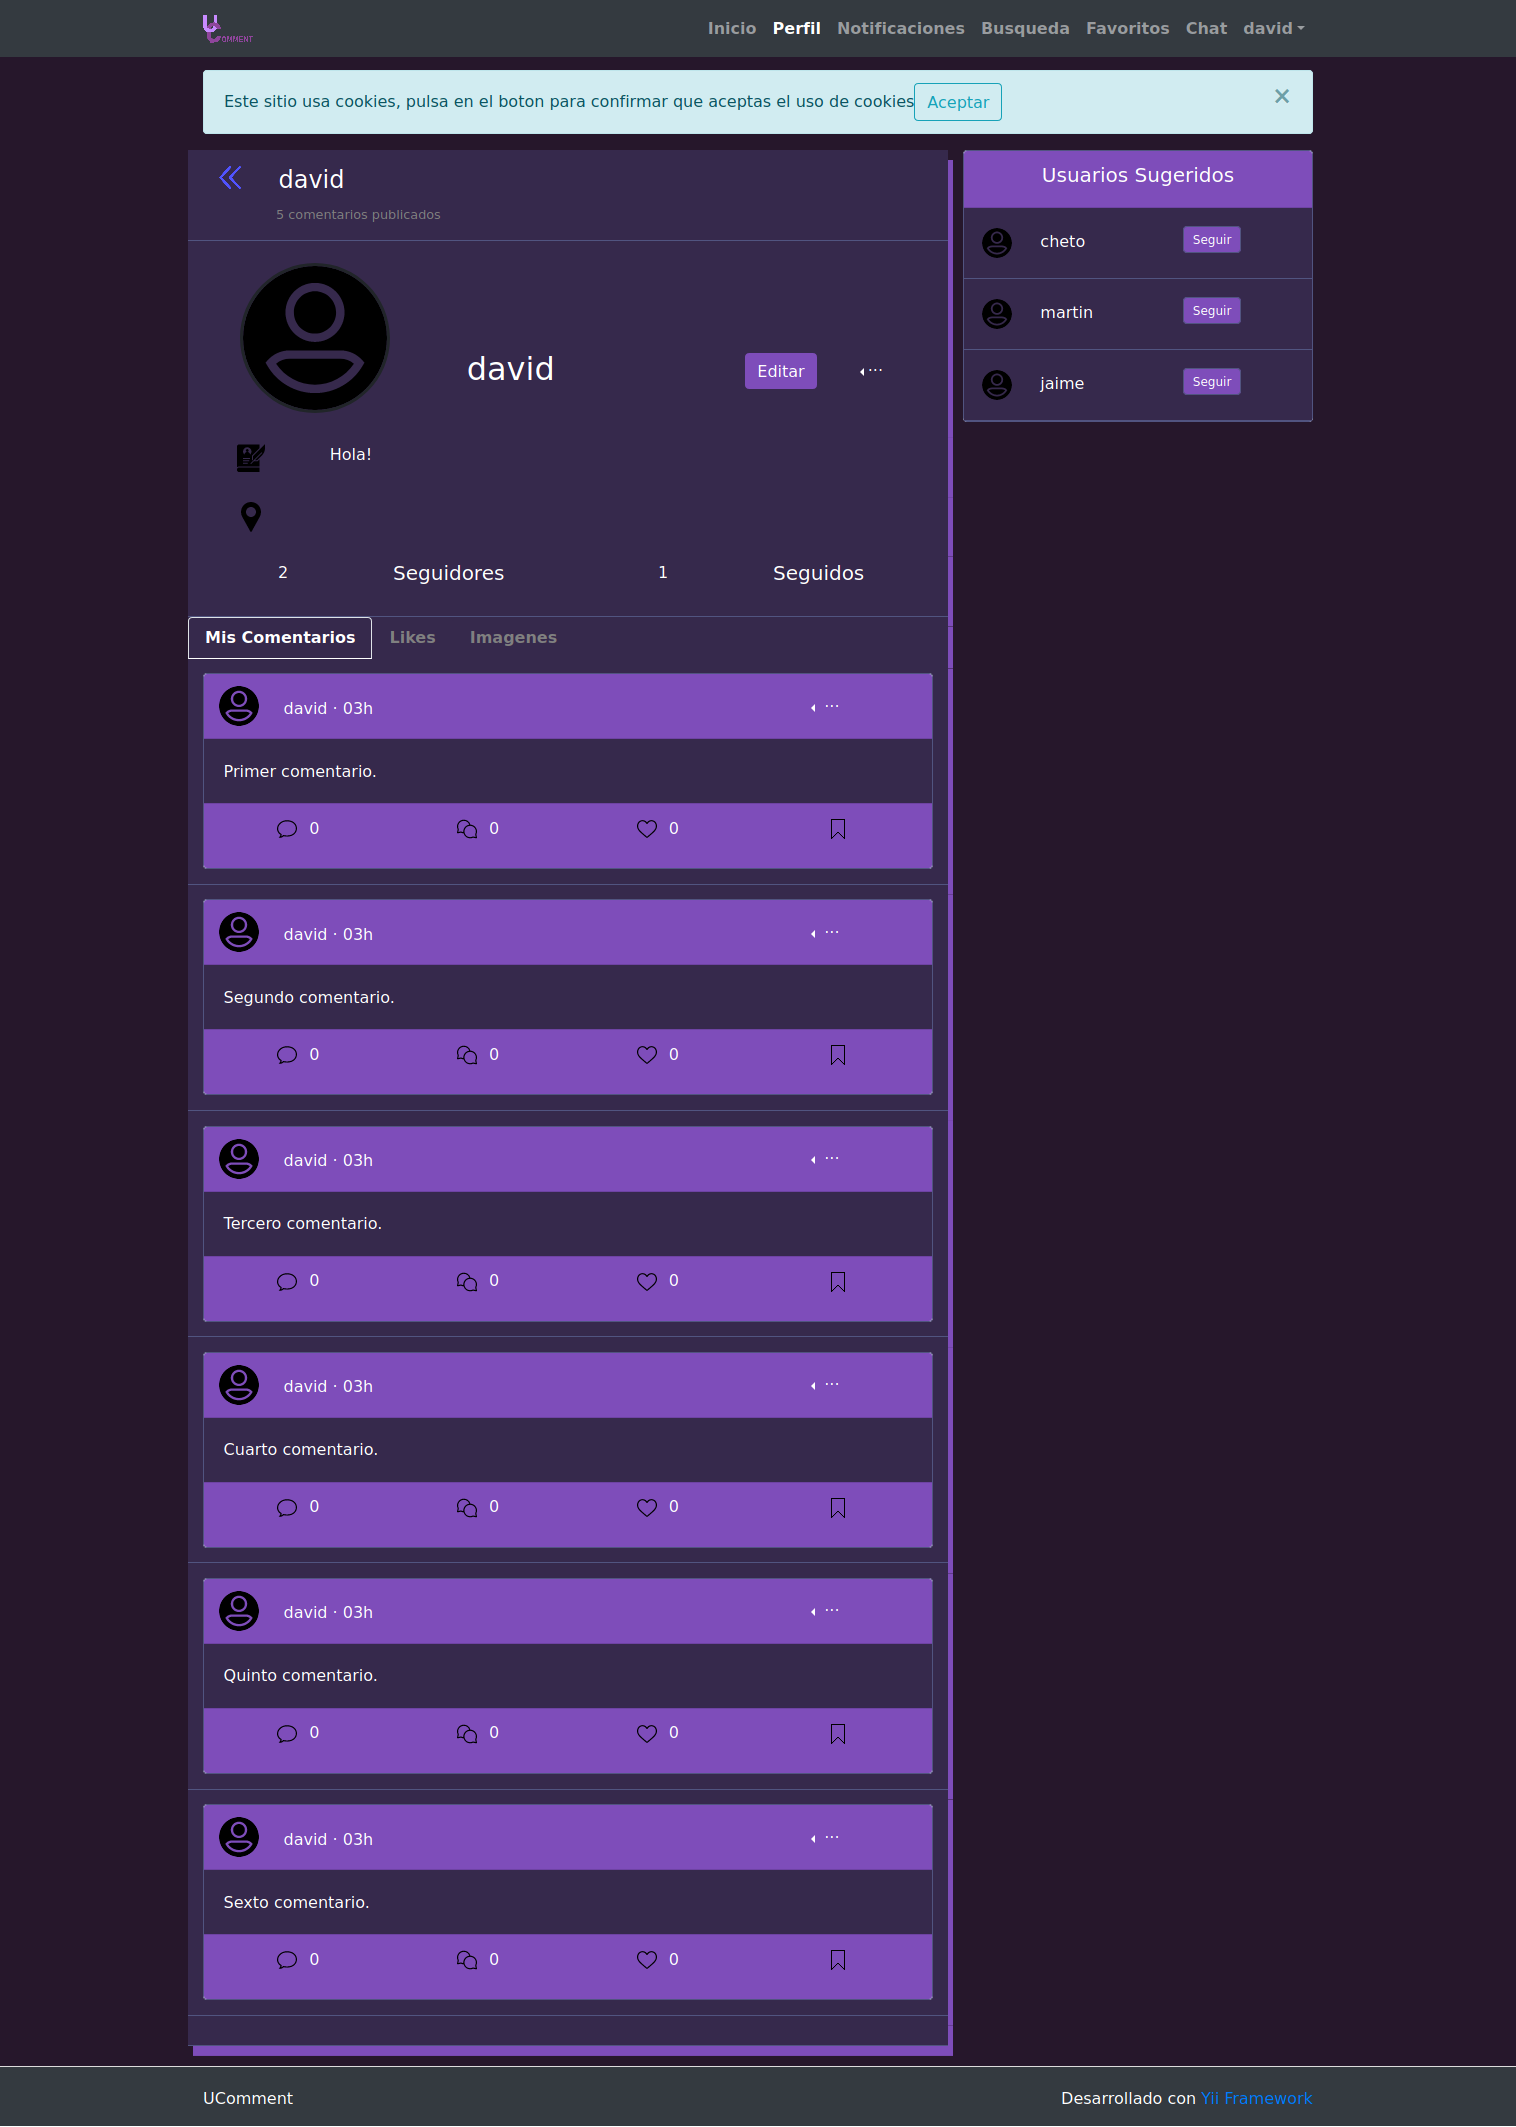 UCOMMENT
Inicio Perfil Notificaciones Busqueda Favoritos Chat david
Este sitio usa cookies, pulsa en el boton para confirmar que aceptas el uso de cookies Aceptar ×
david
5 comentarios publicados
david Editar ...
Hola!
2 Seguidores 1 Seguidos
Mis Comentarios Likes Imagenes
david · 03h ...
Primer comentario.
0 0 0
david · 03h ...
Segundo comentario.
0 0 0
david · 03h ...
Tercero comentario.
0 0 0
david · 03h ...
Cuarto comentario.
0 0 0
david · 03h ...
Quinto comentario.
0 0 0
david · 03h ...
Sexto comentario.
0 0 0
Usuarios Sugeridos
cheto Seguir
martin Seguir
jaime Seguir
UComment
Desarrollado con Yii Framework